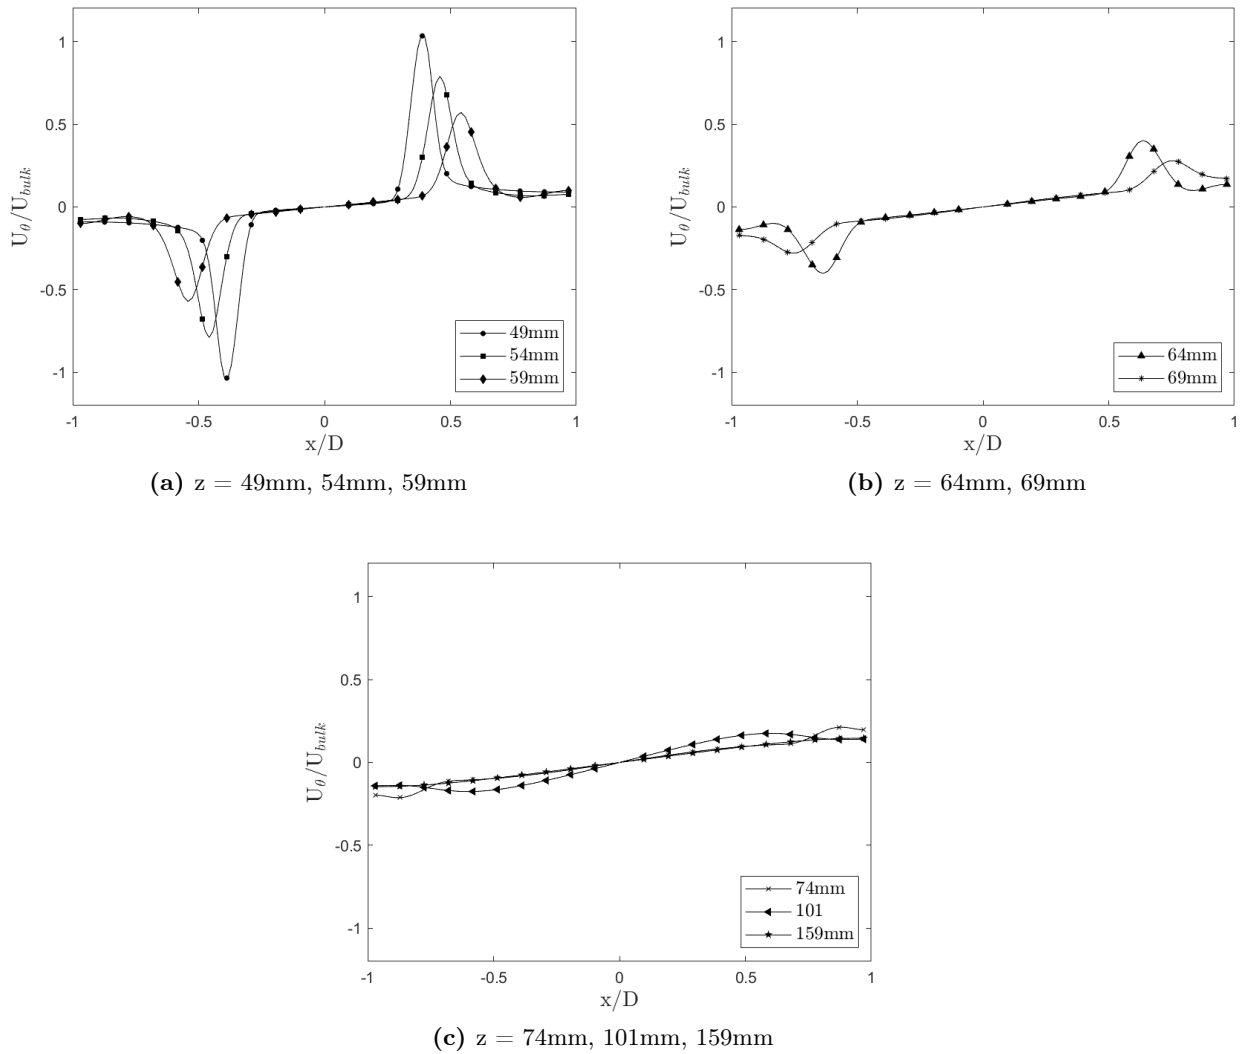 1
0.5
0
-0.5
-1
U_θ/U_bulk
49mm
54mm
59mm
-1
-0.5
0
0.5
1
x/D
(a) z = 49mm, 54mm, 59mm
1
0.5
0
-0.5
-1
U_θ/U_bulk
64mm
69mm
-1
-0.5
0
0.5
1
x/D
(b) z = 64mm, 69mm
1
0.5
0
-0.5
-1
U_θ/U_bulk
74mm
101
159mm
-1
-0.5
0
0.5
1
x/D
(c) z = 74mm, 101mm, 159mm